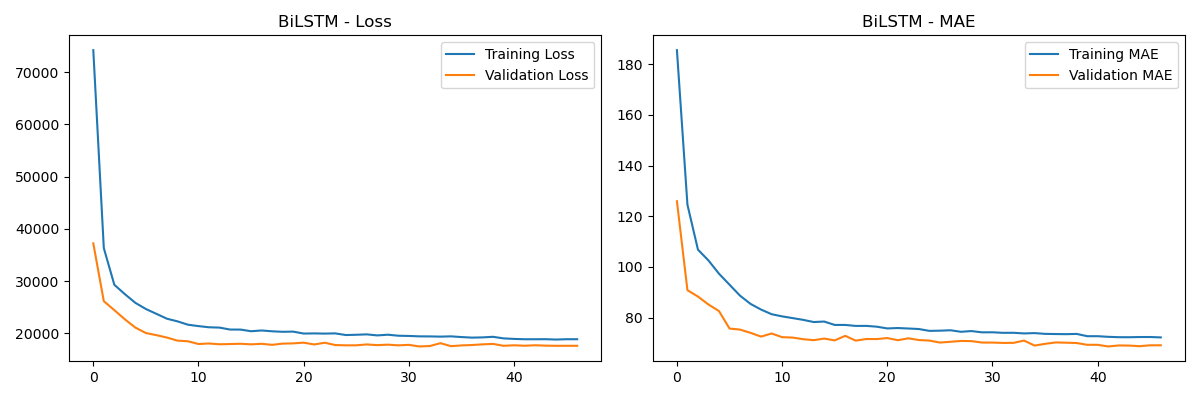 BiLSTM - Loss
70000
60000
50000
40000
30000
20000
0 10 20 30 40
Training Loss
Validation Loss
BiLSTM - MAE
180
160
140
120
100
80
0 10 20 30 40
Training MAE
Validation MAE